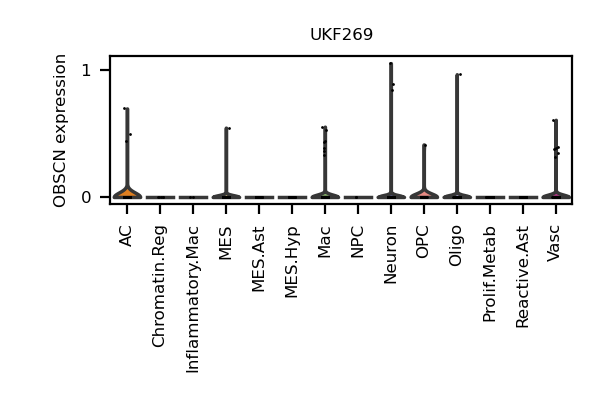 UKF269
OBSCN expression
1
0
AC
Chromatin.Reg
Inflammatory.Mac
MES
MES.Ast
MES.Hyp
Mac
NPC
Neuron
OPC
Oligo
Prolif.Metab
Reactive.Ast
Vasc